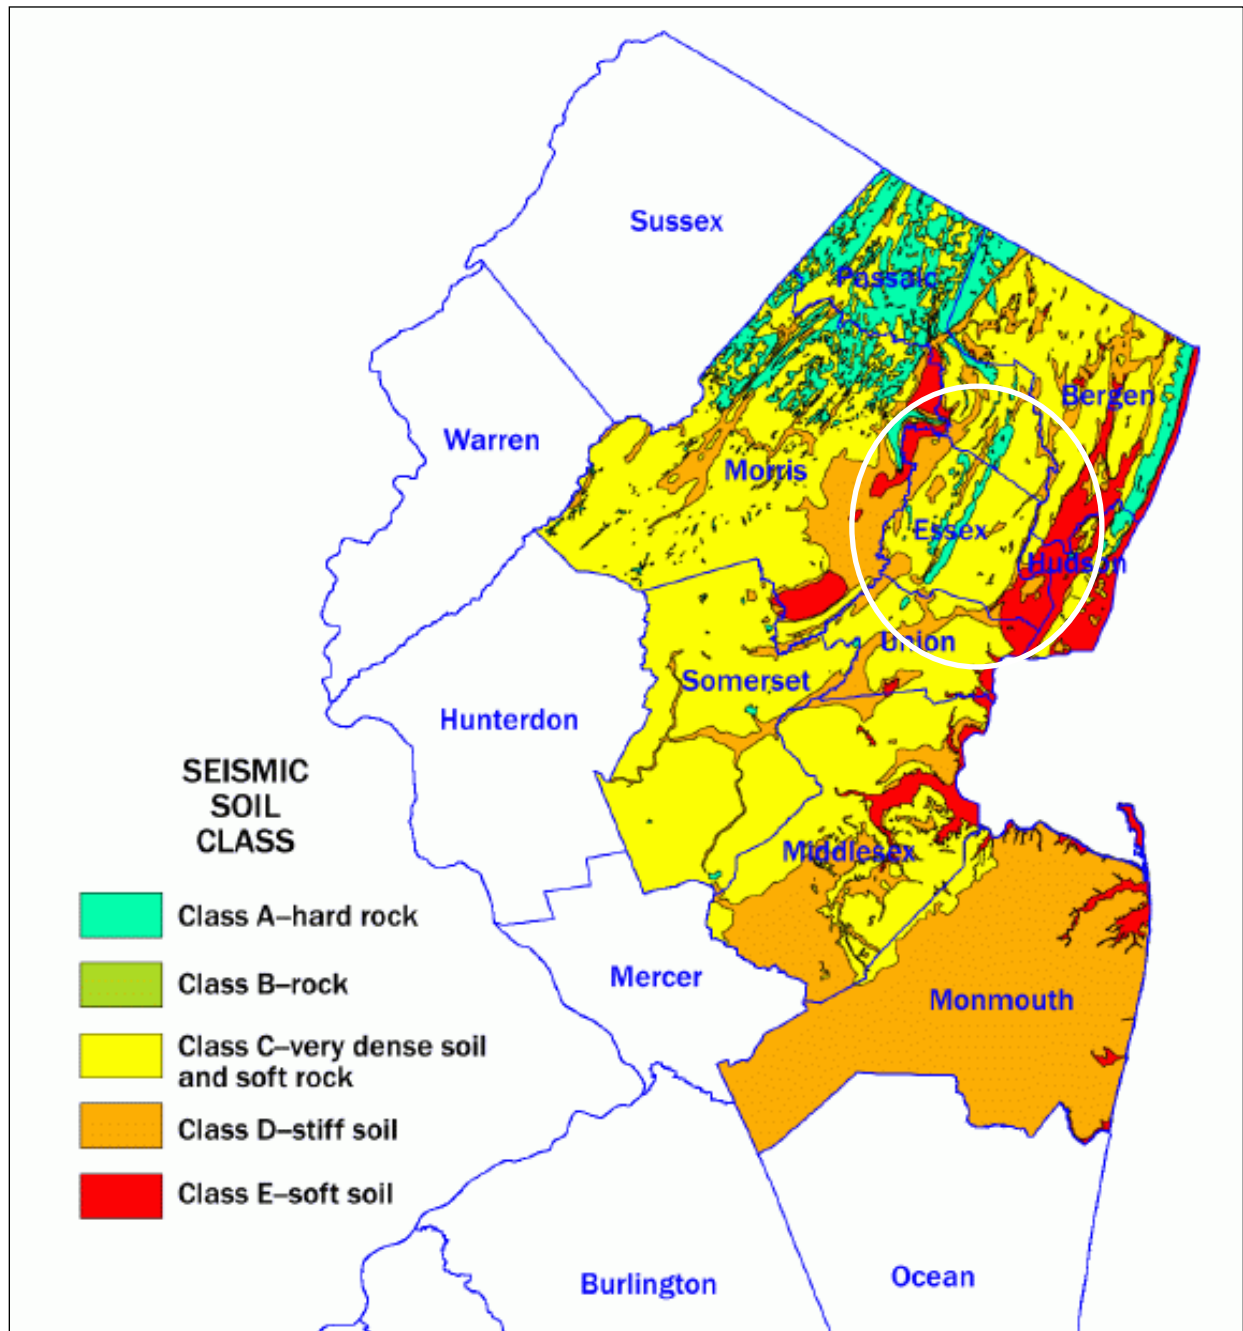 Sussex
Passaic
Bergen
Warren
Morris
Essex
Hudson
Union
Somerset
Hunterdon
SEISMIC
SOIL
CLASS
Middlesex
Class A–hard rock
Class B–rock
Mercer
Monmouth
Class C–very dense soil
and soft rock
Class D–stiff soil
Class E–soft soil
Burlington
Ocean